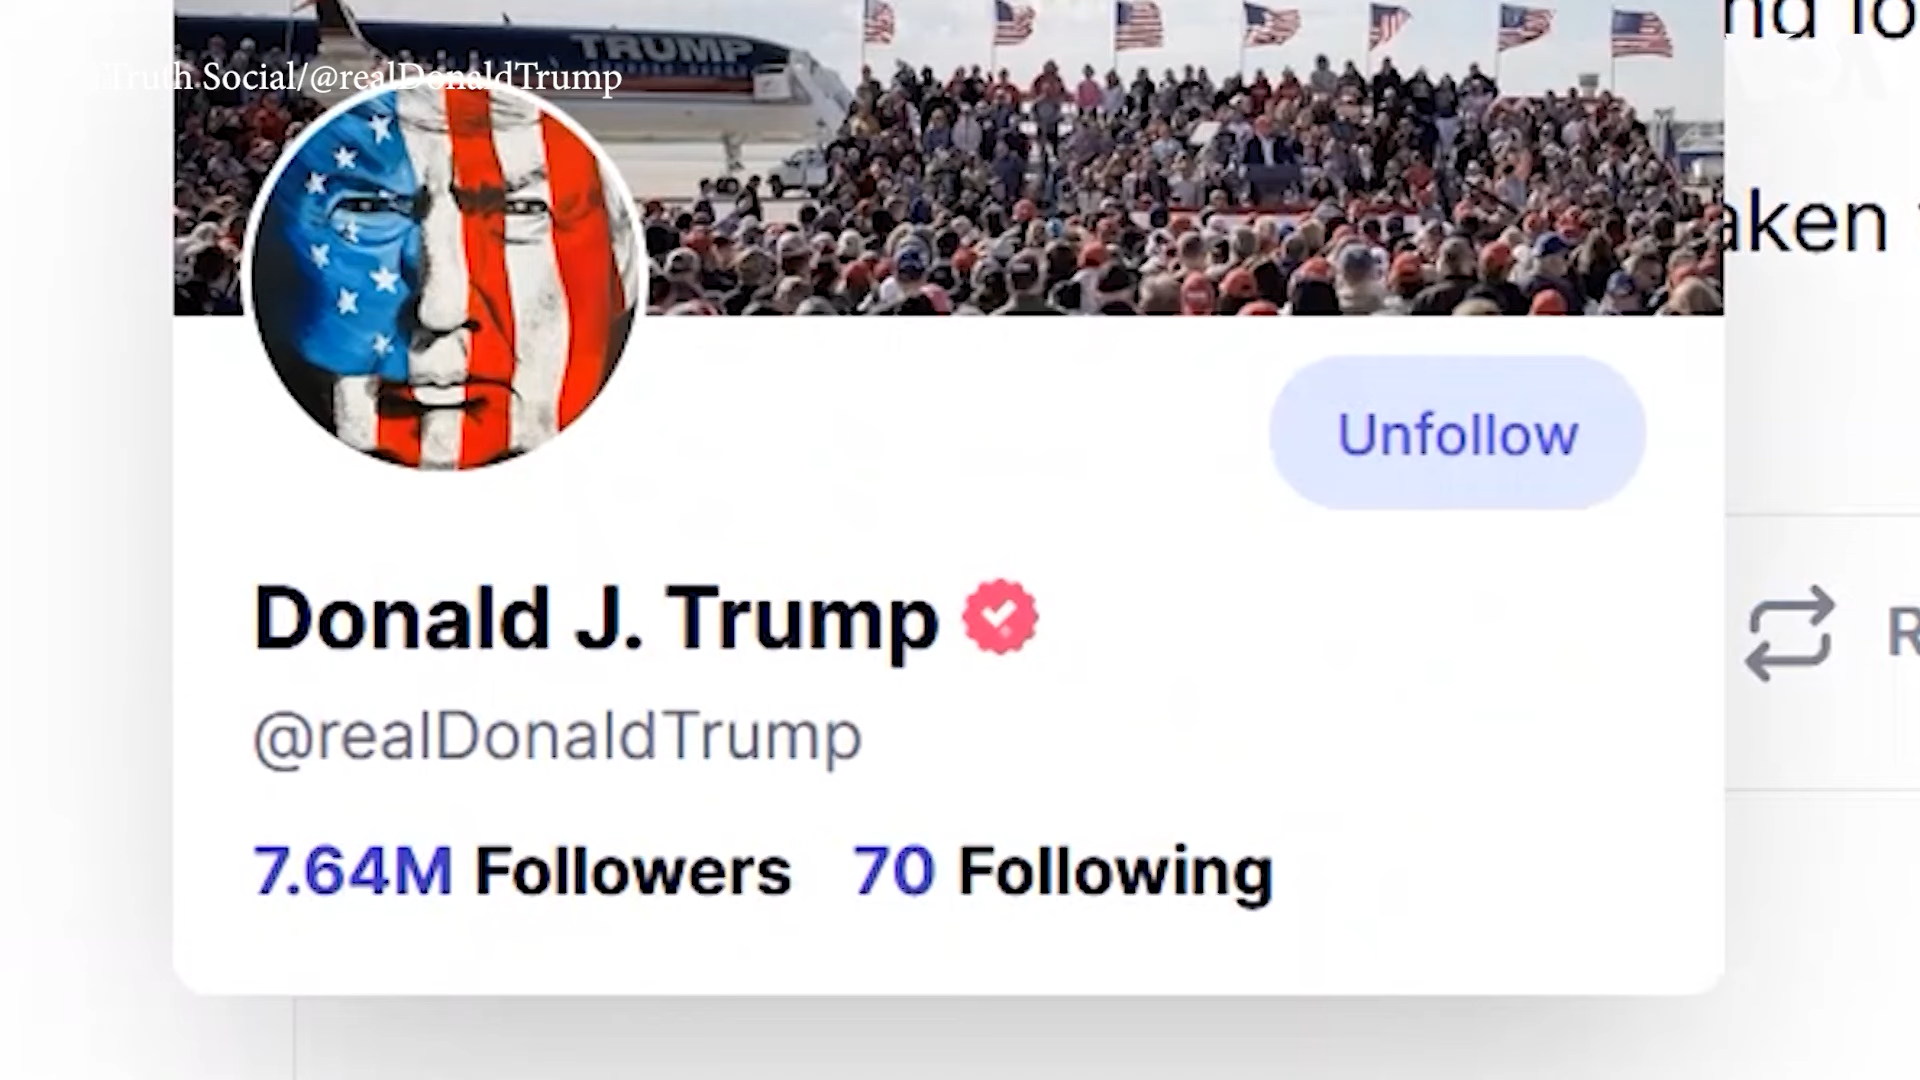 TRUMP
Truth Social/@realDonaldTrump
aken
Unfollow
Donald J. Trump
@realDonaldTrump
7.64M Followers 70 Following